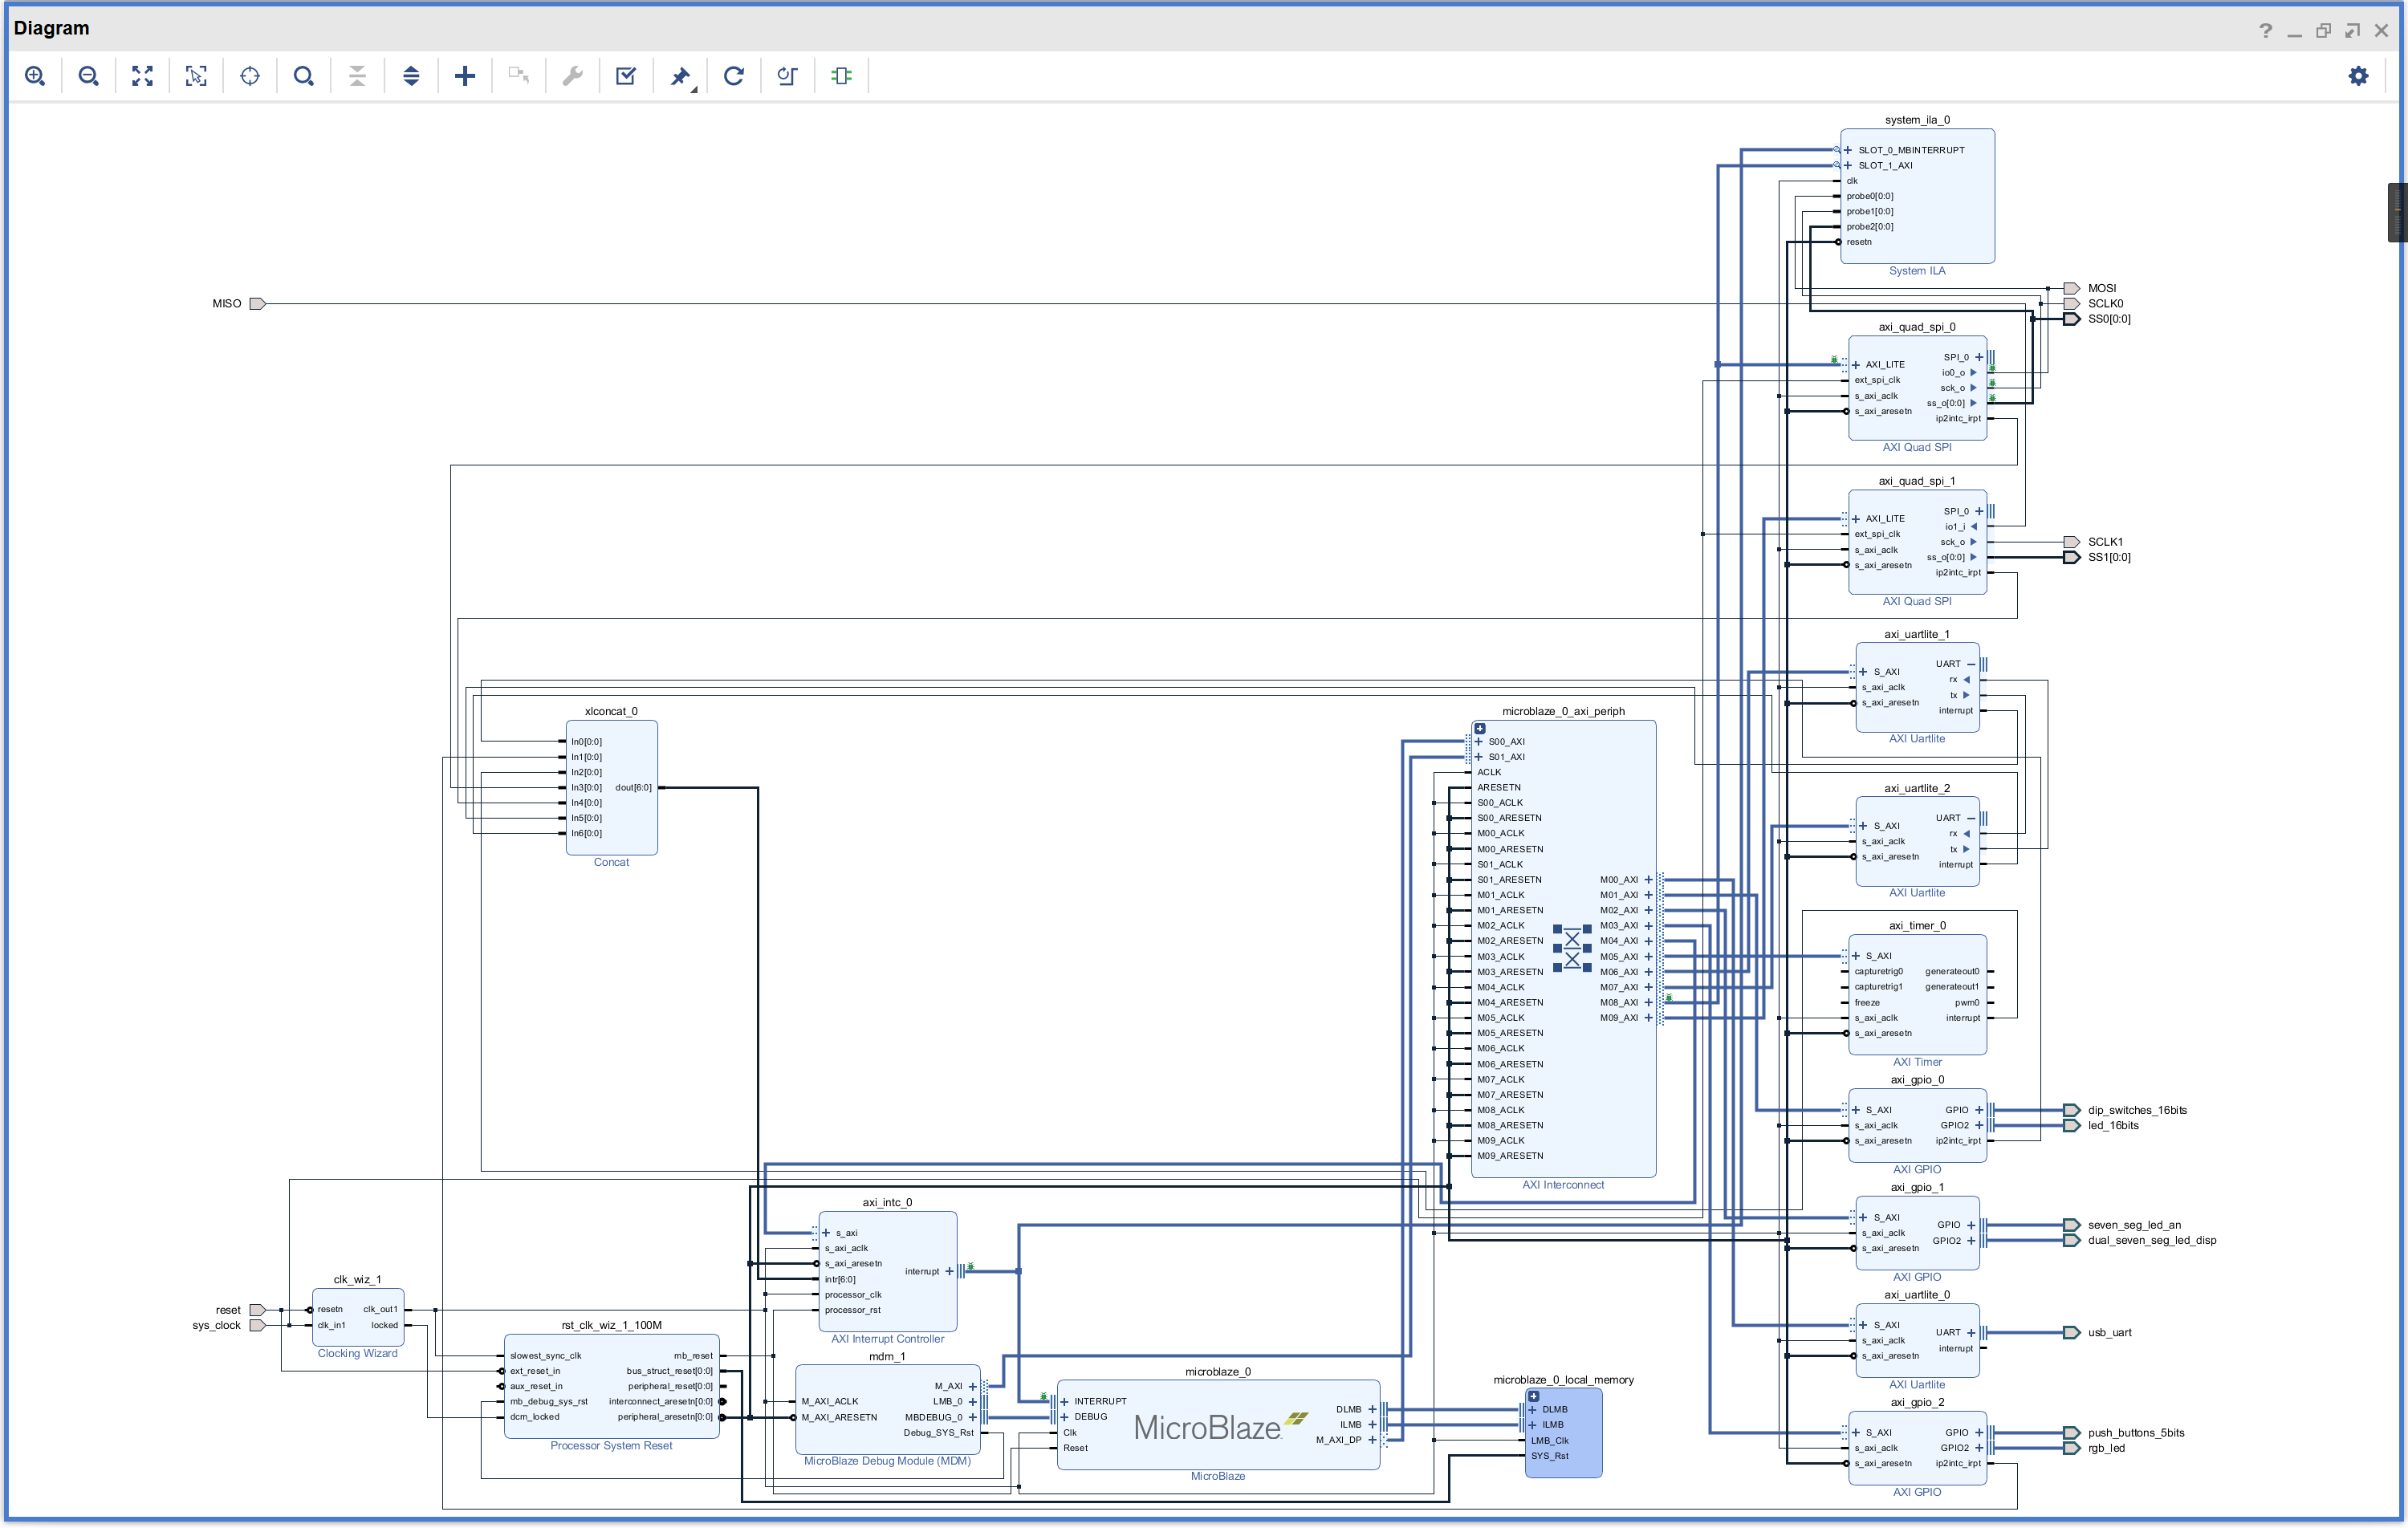 Diagram
system_ila_0
SLOT_0_MBINTERRUPT
SLOT_1_AXI
clk
probe0[0:0]
probe1[0:0]
probe2[0:0]
resetn
System ILA
MISO
MOSI
SCLK0
SS0[0:0]
axi_quad_spi_0
AXI_LITE
ext_spi_clk
s_axi_aclk
s_axi_aresetn
SPI_0
io0_o
sck_o
ss_o[0:0]
ip2intc_irpt
AXI Quad SPI
axi_quad_spi_1
AXI_LITE
ext_spi_clk
s_axi_aclk
s_axi_aresetn
SPI_0
io1_i
sck_o
ss_o[0:0]
ip2intc_irpt
AXI Quad SPI
SCLK1
SS1[0:0]
axi_uartlite_1
S_AXI
s_axi_aclk
s_axi_aresetn
UART
rx
tx
interrupt
AXI Uartlite
xlconcat_0
In0[0:0]
In1[0:0]
In2[0:0]
In3[0:0]
In4[0:0]
In5[0:0]
In6[0:0]
dout[6:0]
Concat
microblaze_0_axi_periph
S00_AXI
S01_AXI
ACLK
ARESETN
S00_ACLK
S00_ARESETN
M00_ACLK
M00_ARESETN
S01_ACLK
S01_ARESETN
M01_ACLK
M01_ARESETN
M02_ACLK
M02_ARESETN
M03_ACLK
M03_ARESETN
M04_ACLK
M04_ARESETN
M05_ACLK
M05_ARESETN
M06_ACLK
M06_ARESETN
M07_ACLK
M07_ARESETN
M08_ACLK
M08_ARESETN
M09_ACLK
M09_ARESETN
M00_AXI
M01_AXI
M02_AXI
M03_AXI
M04_AXI
M05_AXI
M06_AXI
M07_AXI
M08_AXI
M09_AXI
AXI Interconnect
axi_uartlite_2
S_AXI
s_axi_aclk
s_axi_aresetn
UART
rx
tx
interrupt
AXI Uartlite
axi_timer_0
S_AXI
capturetrig0
capturetrig1
freeze
s_axi_aclk
s_axi_aresetn
generateout0
generateout1
pwm0
interrupt
AXI Timer
axi_gpio_0
S_AXI
s_axi_aclk
s_axi_aresetn
GPIO
GPIO2
ip2intc_irpt
AXI GPIO
dip_switches_16bits
led_16bits
axi_gpio_1
S_AXI
s_axi_aclk
s_axi_aresetn
GPIO
GPIO2
AXI GPIO
seven_seg_led_an
dual_seven_seg_led_disp
axi_intc_0
s_axi
s_axi_aclk
s_axi_aresetn
intr[6:0]
processor_clk
processor_rst
interrupt
AXI Interrupt Controller
reset
sys_clock
clk_wiz_1
resetn
clk_in1
clk_out1
locked
Clocking Wizard
rst_clk_wiz_1_100M
slowest_sync_clk
ext_reset_in
aux_reset_in
mb_debug_sys_rst
dcm_locked
mb_reset
bus_struct_reset[0:0]
peripheral_reset[0:0]
interconnect_aresetn[0:0]
peripheral_aresetn[0:0]
Processor System Reset
mdm_1
M_AXI_ACLK
M_AXI_ARESETN
M_AXI
LMB_0
MBDEBUG_0
Debug_SYS_Rst
MicroBlaze Debug Module (MDM)
microblaze_0
INTERRUPT
DEBUG
Clk
Reset
MicroBlaze
DLMB
ILMB
M_AXI_DP
MicroBlaze
microblaze_0_local_memory
DLMB
ILMB
LMB_Clk
SYS_Rst
axi_uartlite_0
S_AXI
s_axi_aclk
s_axi_aresetn
UART
interrupt
AXI Uartlite
usb_uart
axi_gpio_2
S_AXI
s_axi_aclk
s_axi_aresetn
GPIO
GPIO2
ip2intc_irpt
AXI GPIO
push_buttons_5bits
rgb_led